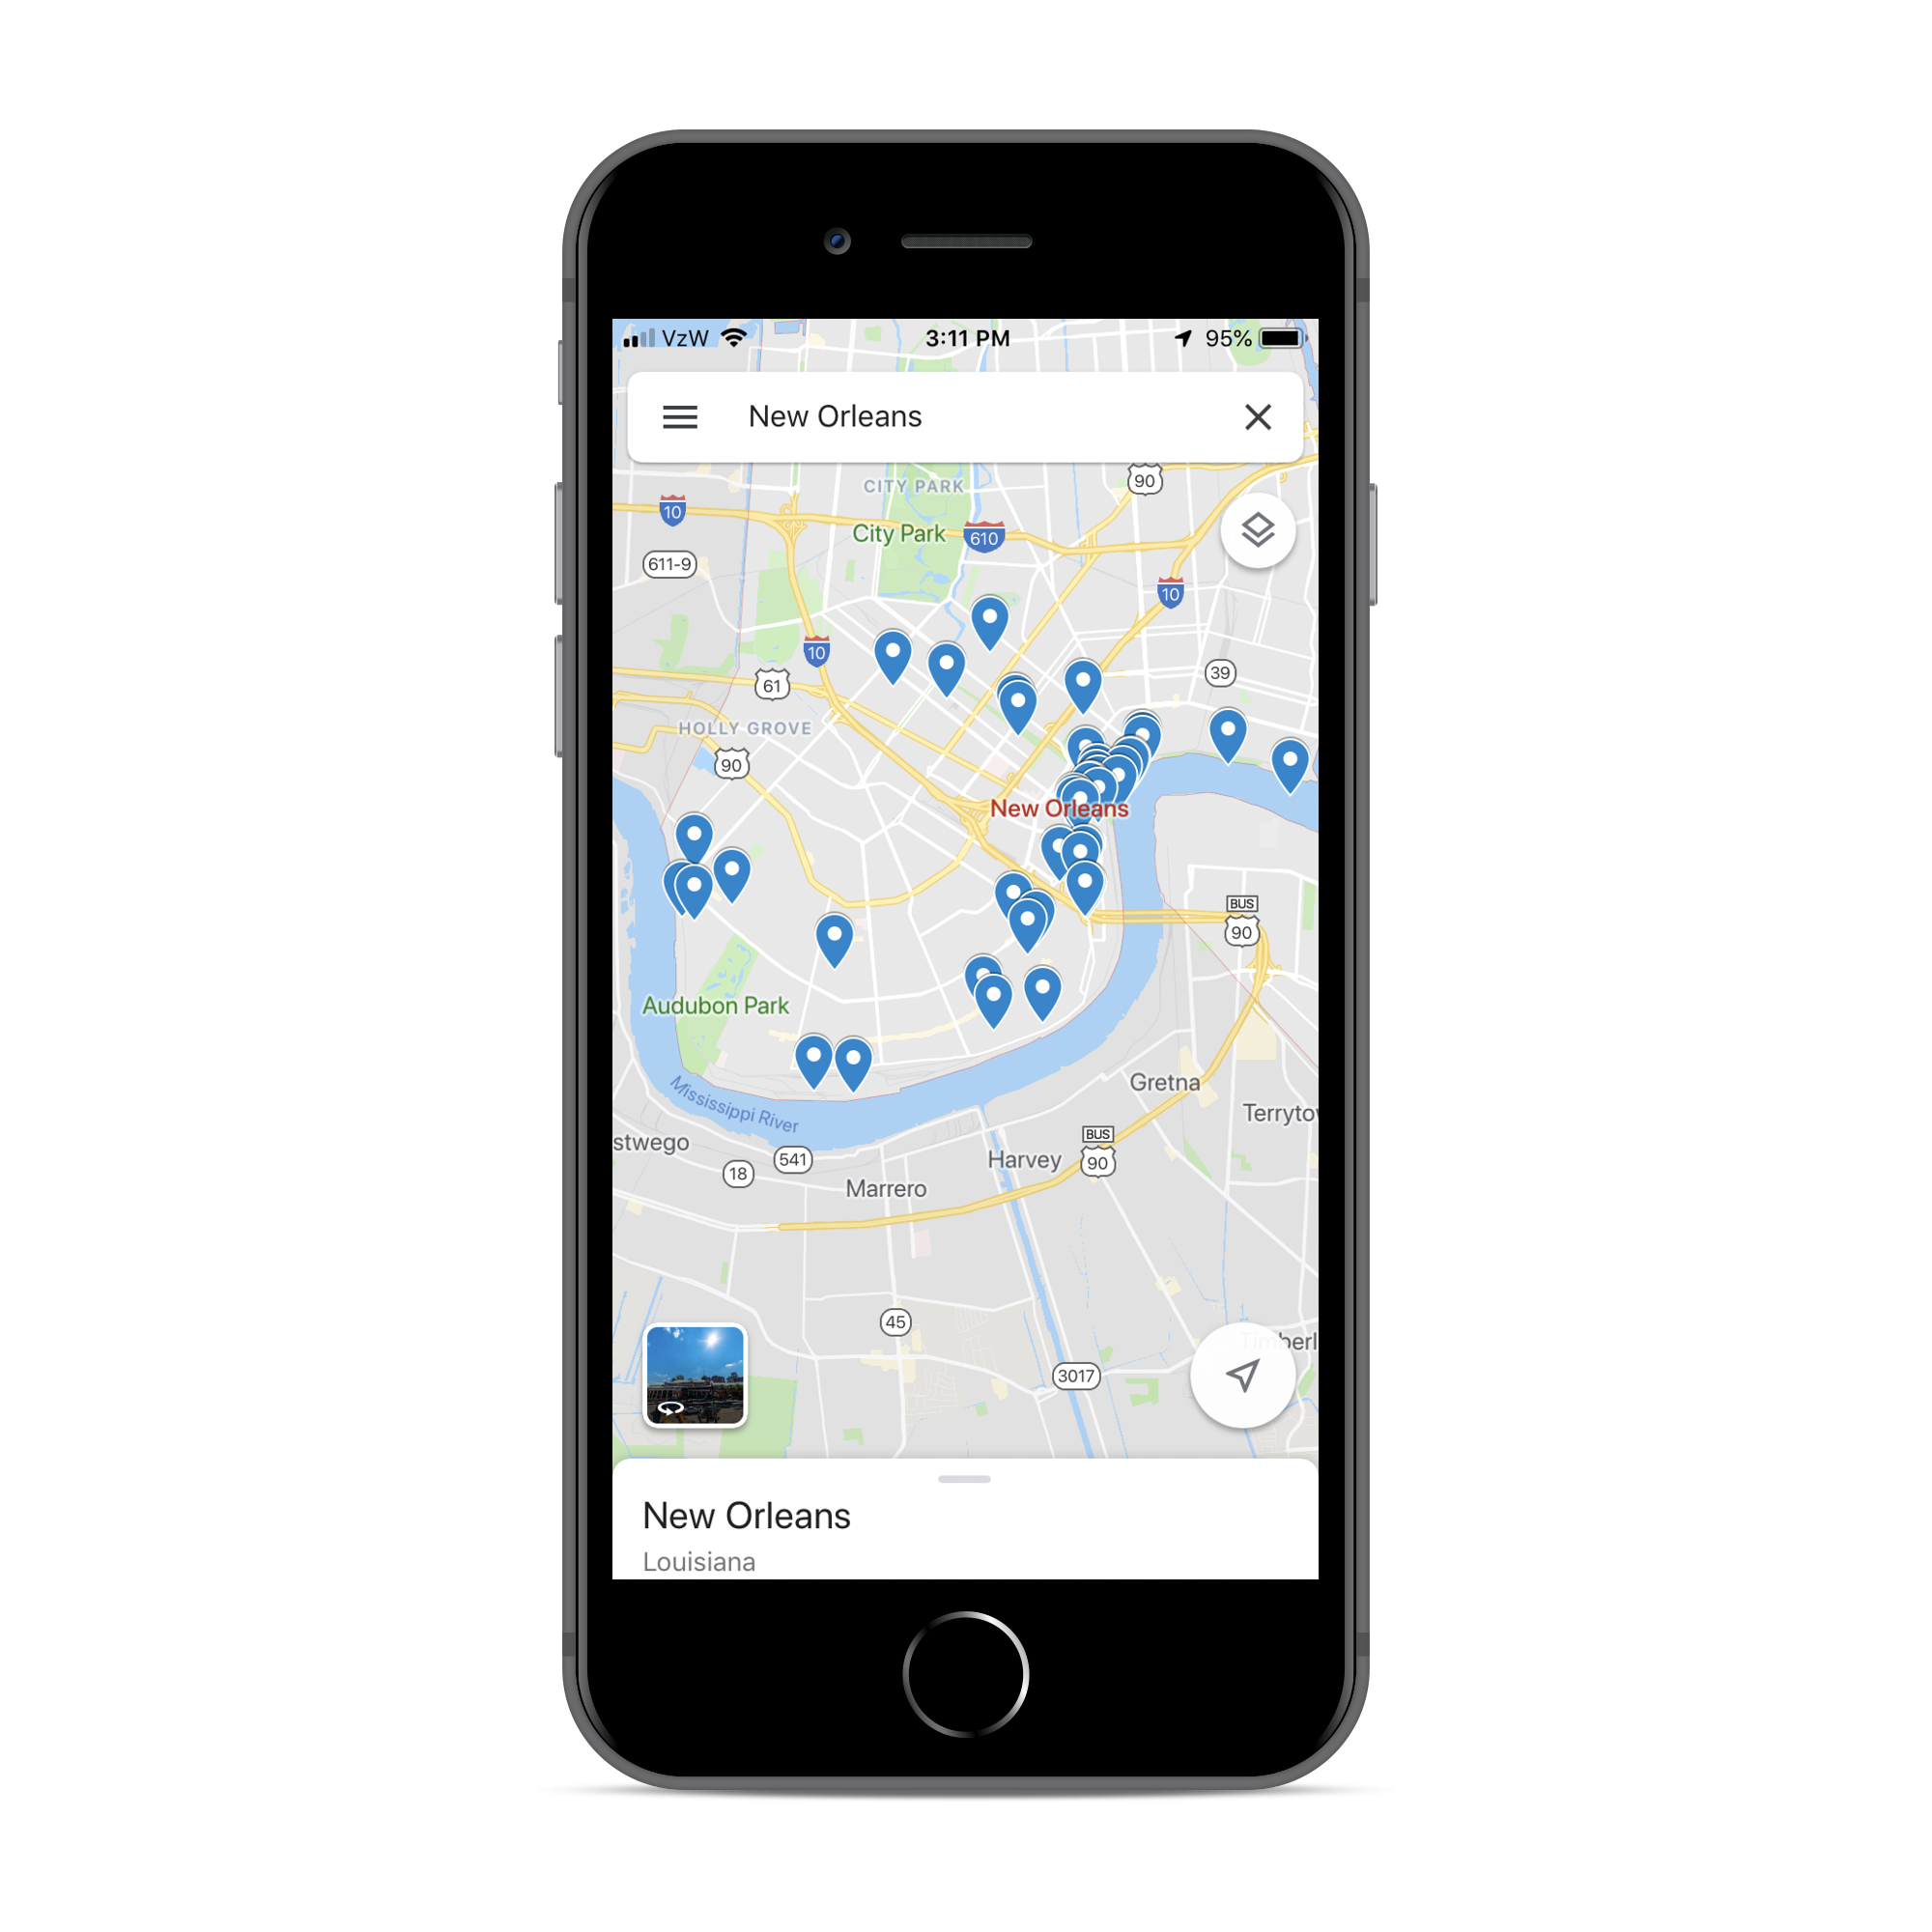 VzW 3:11 PM 95%
New Orleans
90
CITY PARK
10
City Park
610
611-9
10
10
39
61
HOLLY GROVE
90
New Orleans
BUS
90
Audubon Park
Mississippi River
Gretna
Terryto
BUS
stwego
541
Harvey
90
18
Marrero
45
Timberl
3017
New Orleans
Louisiana